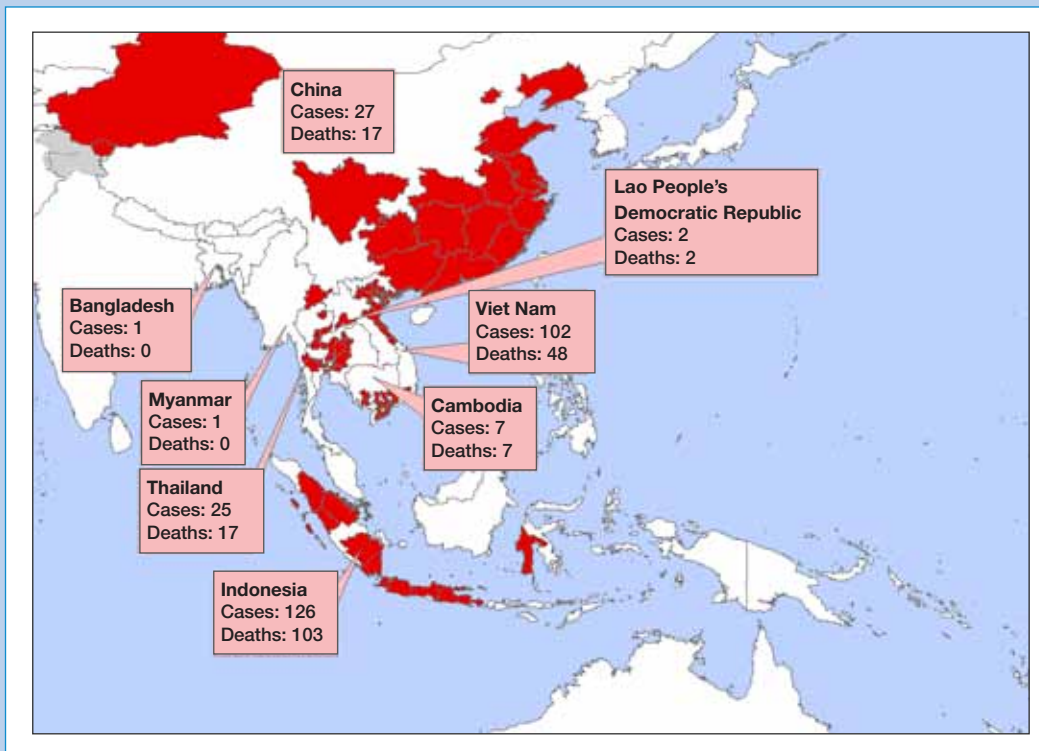 China
Cases: 27
Deaths: 17
Lao People's
Democratic Republic
Cases: 2
Deaths: 2
Bangladesh
Cases: 1
Deaths: 0
Viet Nam
Cases: 102
Deaths: 48
Myanmar
Cases: 1
Deaths: 0
Cambodia
Cases: 7
Deaths: 7
Thailand
Cases: 25
Deaths: 17
Indonesia
Cases: 126
Deaths: 103